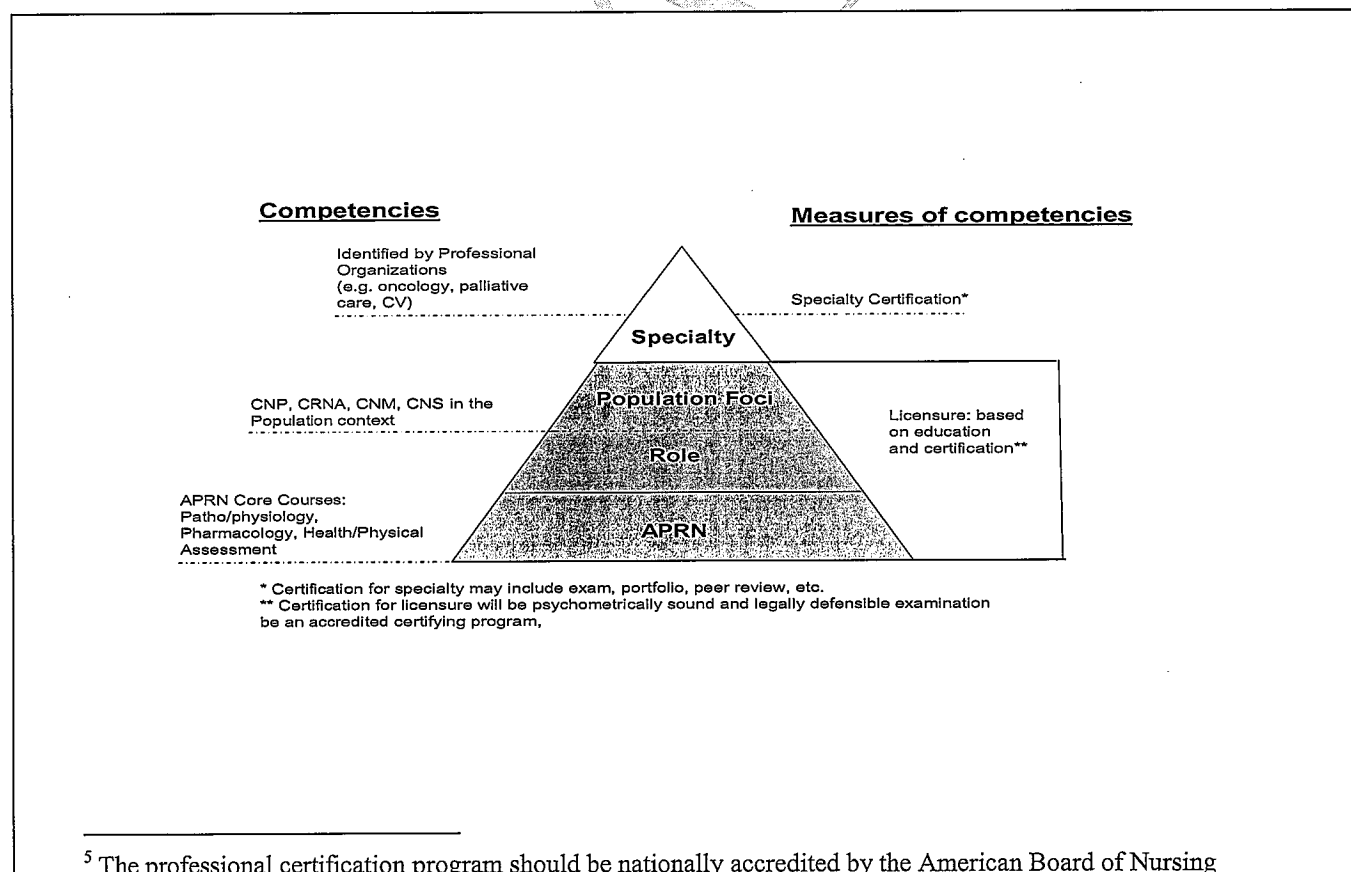 Competencies
Measures of competencies
Identified by Professional
Organizations
(e.g. oncology, palliative
care, CV)
Specialty Certification*
Specialty
CNP, CRNA, CNM, CNS in the
Population context
Population Foci
Role
Licensure: based
on education
and certification**
APRN Core Courses:
Patho/physiology,
Pharmacology, Health/Physical
Assessment
APRN
* Certification for specialty may include exam, portfolio, peer review, etc.
** Certification for licensure will be psychometrically sound and legally defensible examination
be an accredited certifying program,
5 The professional certification program should be nationally accredited by the American Board of Nursing